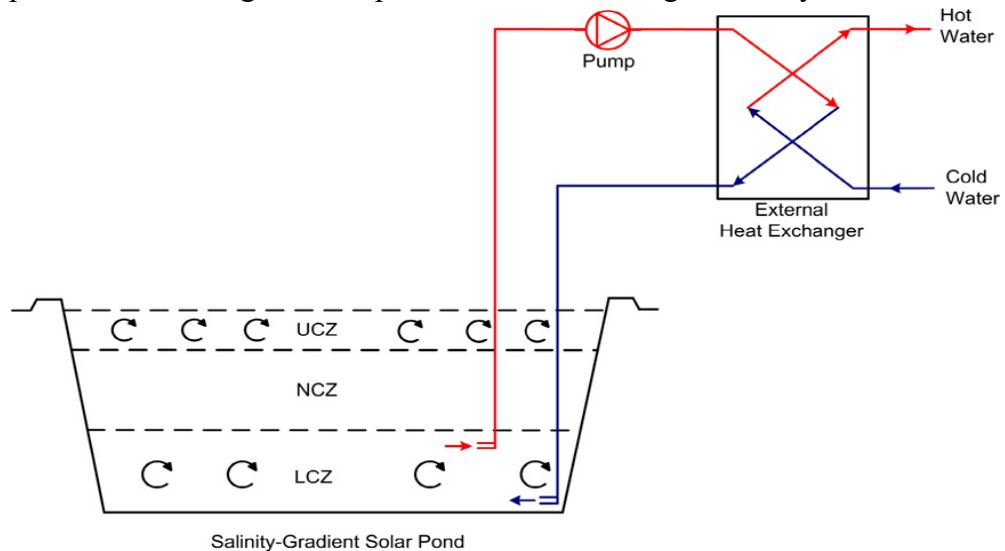 Hot
Water
Pump
Cold
Water
External
Heat Exchanger
UCZ
NCZ
LCZ
Salinity-Gradient Solar Pond